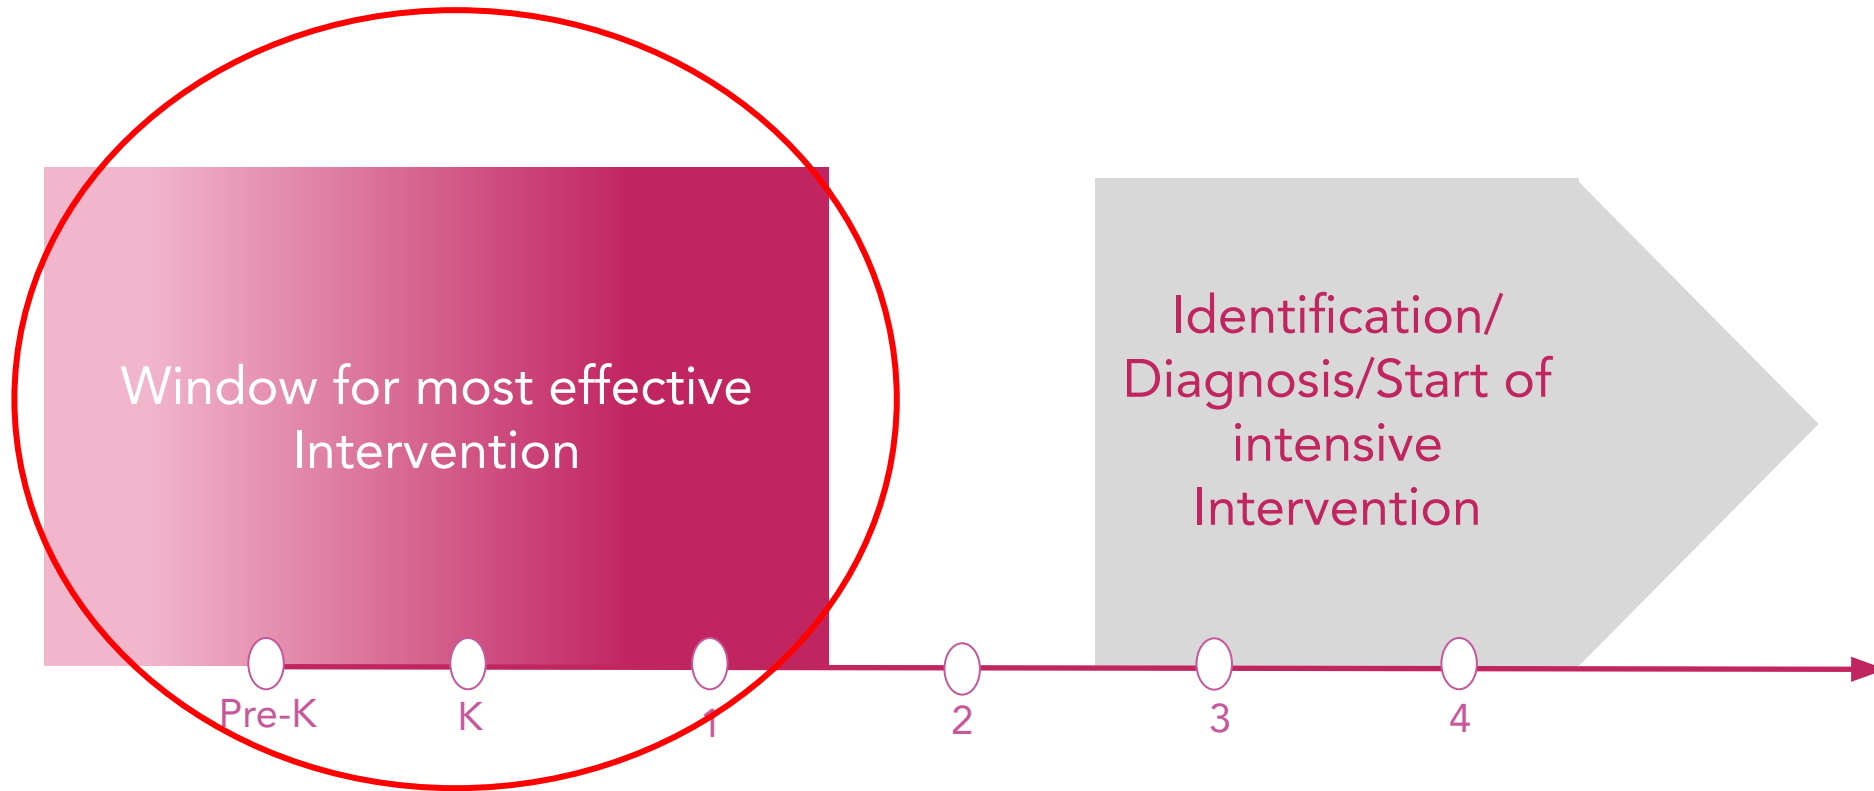 Window for most effective
Intervention
Identification/
Diagnosis/Start of
intensive
Intervention
Pre-K
K
1
2
3
4